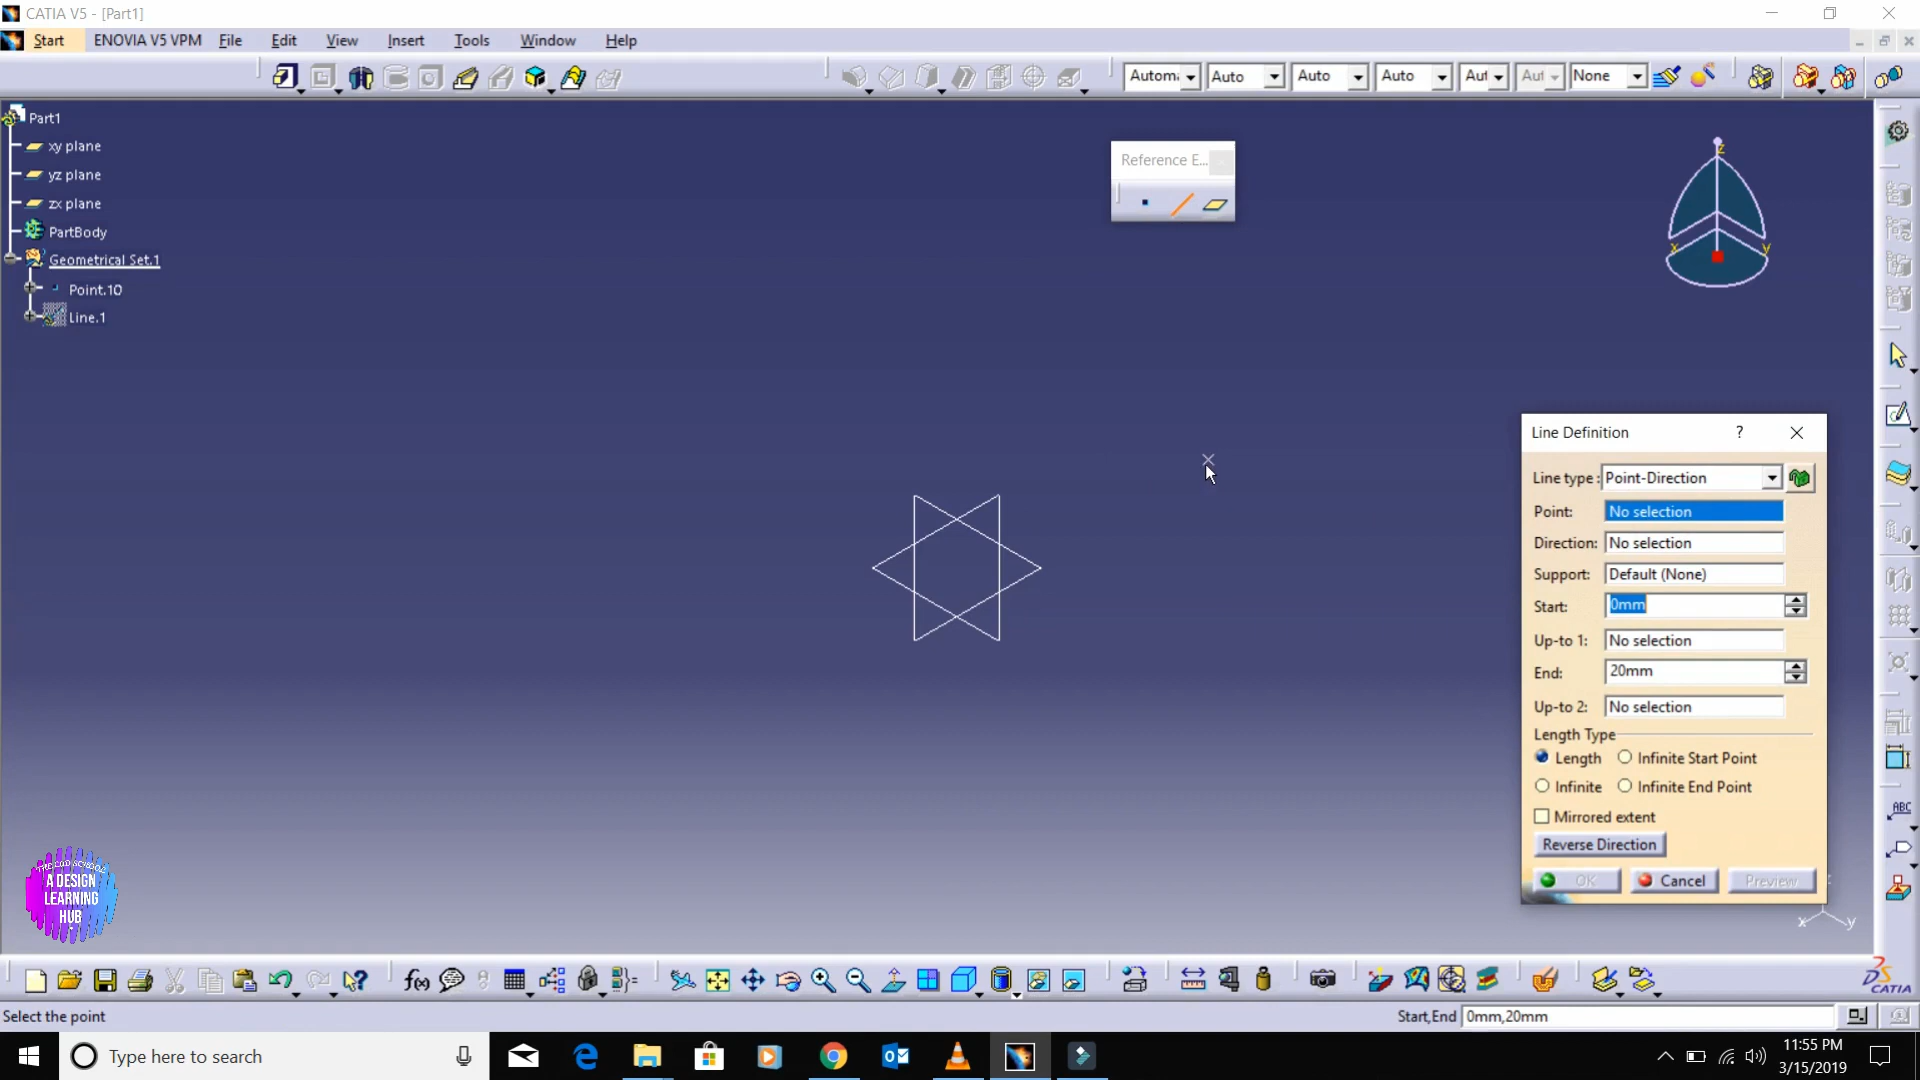 CATIA V5 - [Part1]
Start ENOVIA V5 VPM File Edit View Insert Tools Window Help
Auto Auto Auto None
Part1
xy plane
yz plane
zx plane
PartBody
Geometrical Set.1
Point.10
Line.1
Reference E...
z
x y
Line Definition ?
Line type : Point-Direction
Point: No selection
Direction: No selection
Support: Default (None)
Start: 0mm
Up-to 1: No selection
End: 20mm
Up-to 2: No selection
Length Type
Length Infinite Start Point
Infinite Infinite End Point
Mirrored extent
Reverse Direction
OK Cancel Preview
x y
ABC
THE CAD SCHOOL
A DESIGN
LEARNING
HUB
f(x)
CATIA
Select the point
Start,End 0mm,20mm
Type here to search
11:55 PM
3/15/2019